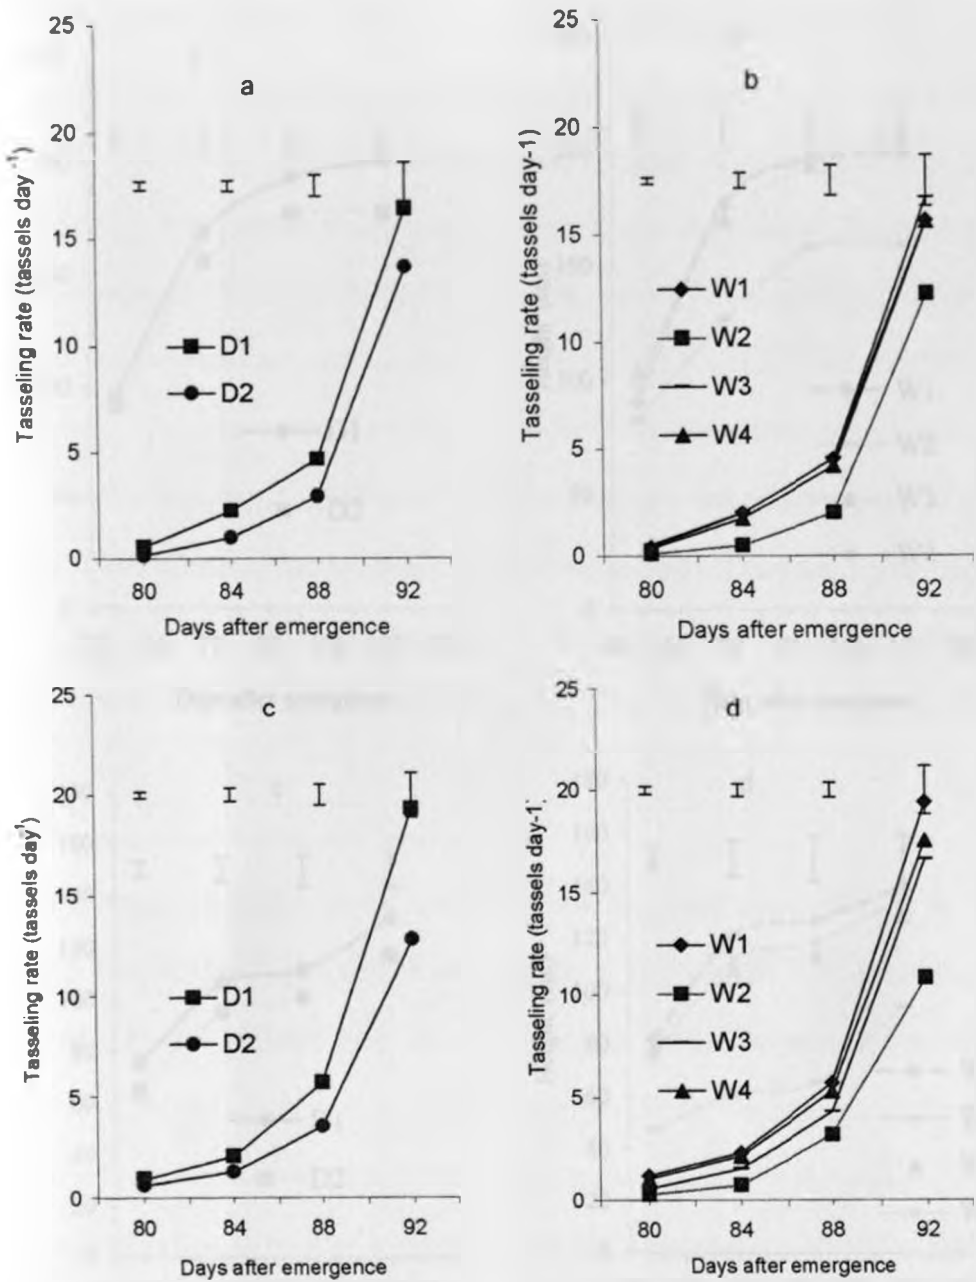 a
25
20
15
10
5
0
Tasseling rate (tassels day -1)
D1
D2
80 84 88 92
Days after emergence
b
25
20
15
10
5
0
Tasseling rate (tassels day-1)
W1
W2
W3
W4
80 84 88 92
Days after emergence
c
25
20
15
10
5
0
Tasseling rate (tassels day-1)
D1
D2
80 84 88 92
Days after emergence
d
25
20
15
10
5
0
Tasseling rate (tassels day-1)
W1
W2
W3
W4
80 84 88 92
Days after emergence